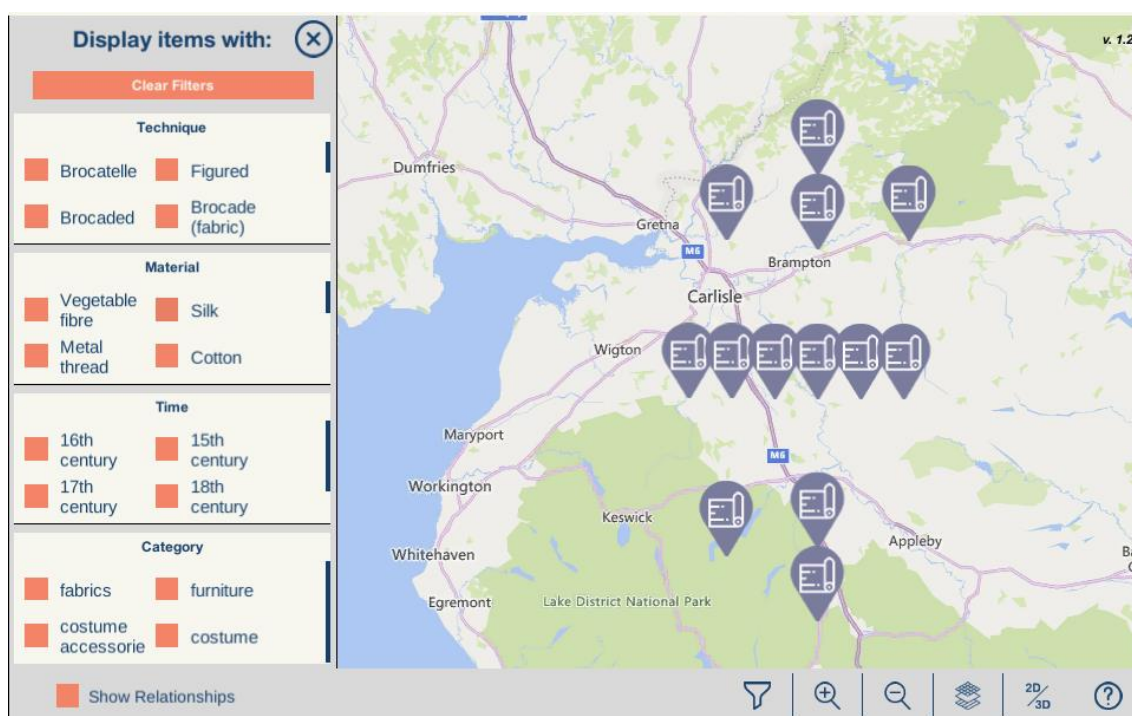 Display items with:
Clear Filters
Technique
Brocatelle
Figured
Brocaded
Brocade
(fabric)
Material
Vegetable
fibre
Silk
Metal
thread
Cotton
Time
16th
century
15th
century
17th
century
18th
century
Category
fabrics
furniture
costume
accessorie
costume
Show Relationships
v. 1.2
Dumfries
Gretna
M6
Brampton
Carlisle
Wigton
Maryport
M6
Workington
Keswick
Appleby
Whitehaven
Egremont
Lake District National Park
2D/3D
?